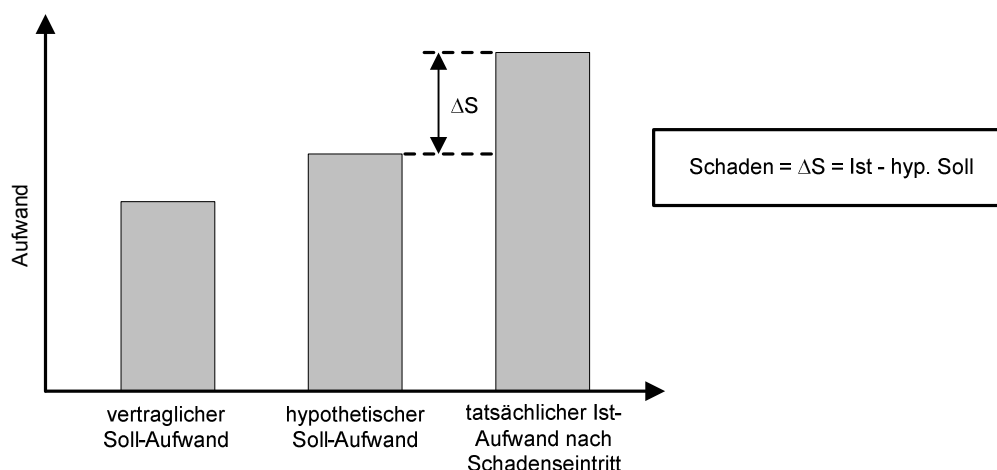 Aufwand
ΔS
Schaden = ΔS = Ist - hyp. Soll
vertraglicher
Soll-Aufwand
hypothetischer
Soll-Aufwand
tatsächlicher Ist-
Aufwand nach
Schadenseintritt